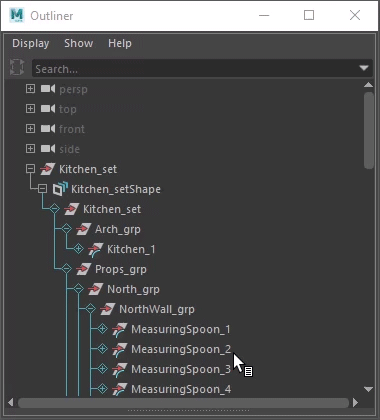 Outliner
Display Show Help
Search...
persp
top
front
side
Kitchen_set
Kitchen_setShape
Kitchen_set
Arch_grp
Kitchen_1
Props_grp
North_grp
NorthWall_grp
MeasuringSpoon_1
MeasuringSpoon_2
MeasuringSpoon_3
MeasuringSpoon_4